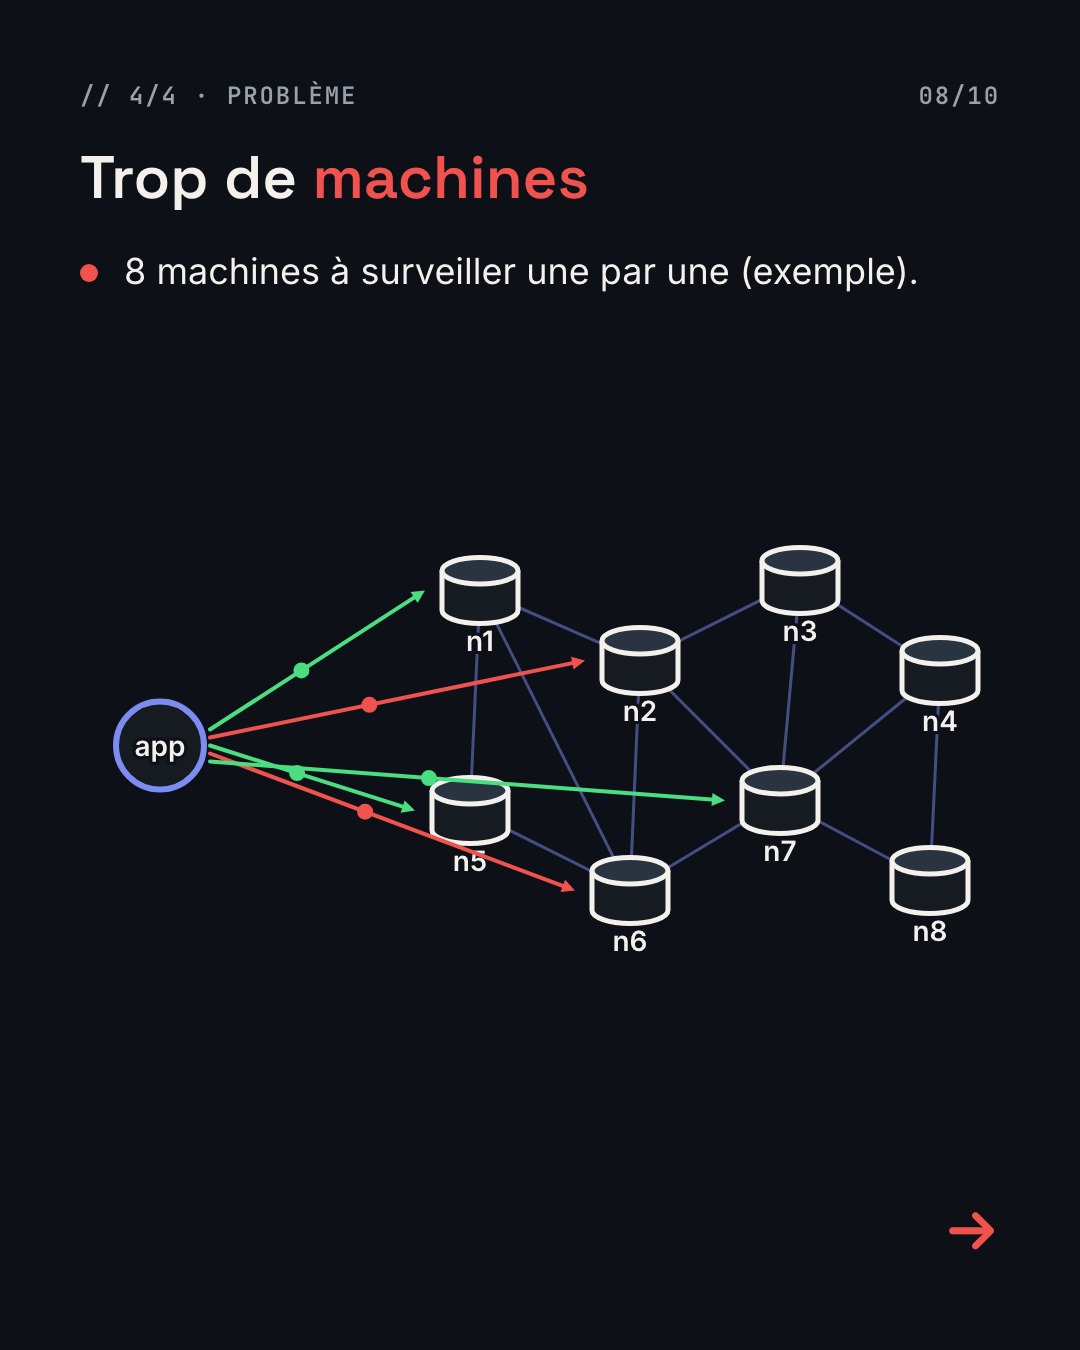 // 4/4 · PROBLÈME
08/10
Trop de machines
8 machines à surveiller une par une (exemple).
n1
n2
n3
n4
app
n5
n6
n7
n8